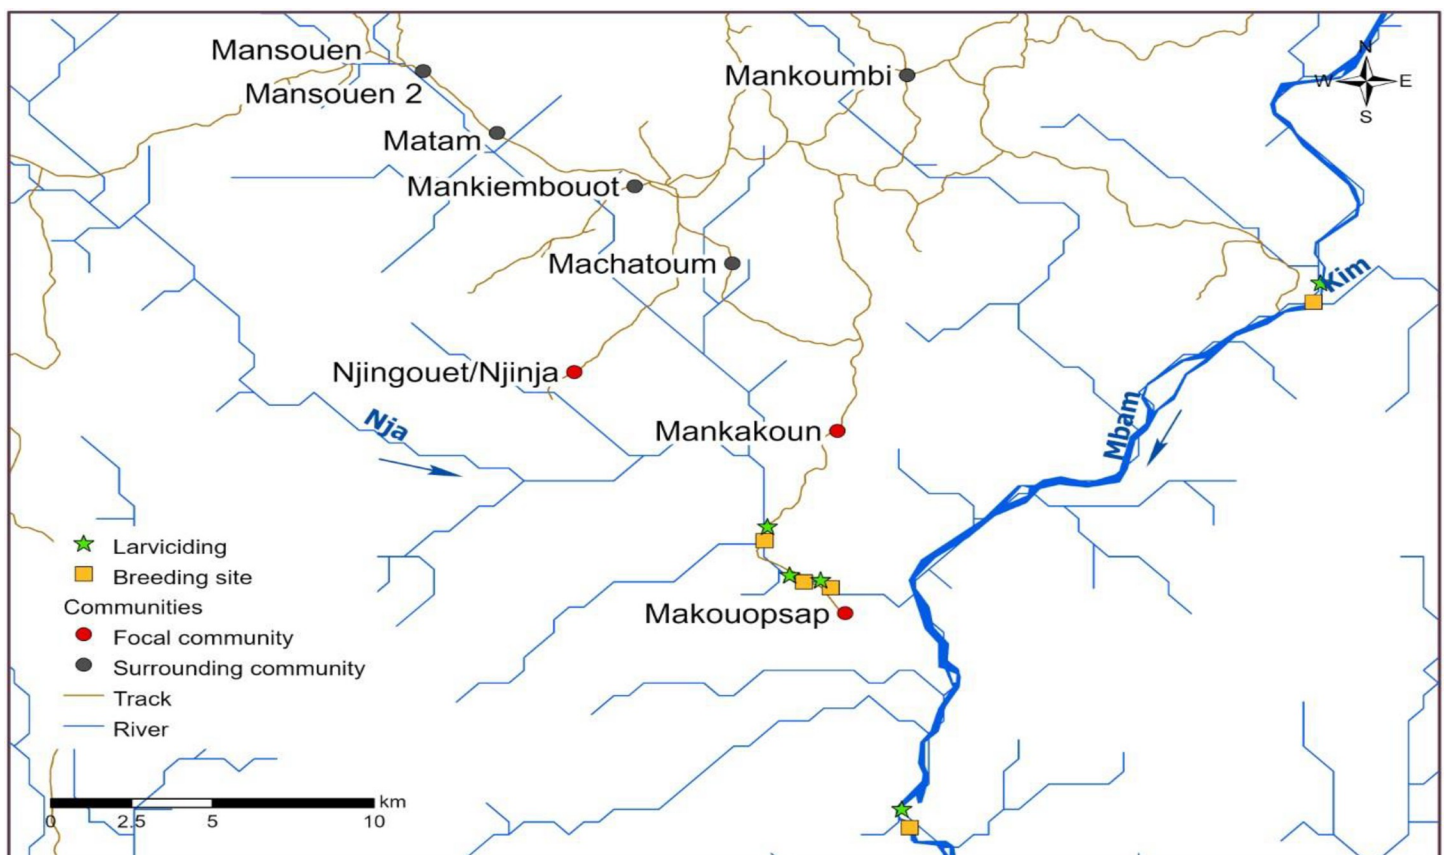 Mansouen
Mansouen 2
Matam
Mankiembouot
Mankoumbi
N
W E
S
Machatoum
Kim
Njingouet/Njinja
Nja
Mankakoun
Mbam
Makouopsap
Larviciding
Breeding site
Communities
Focal community
Surrounding community
Track
River
km
0 2.5 5 10